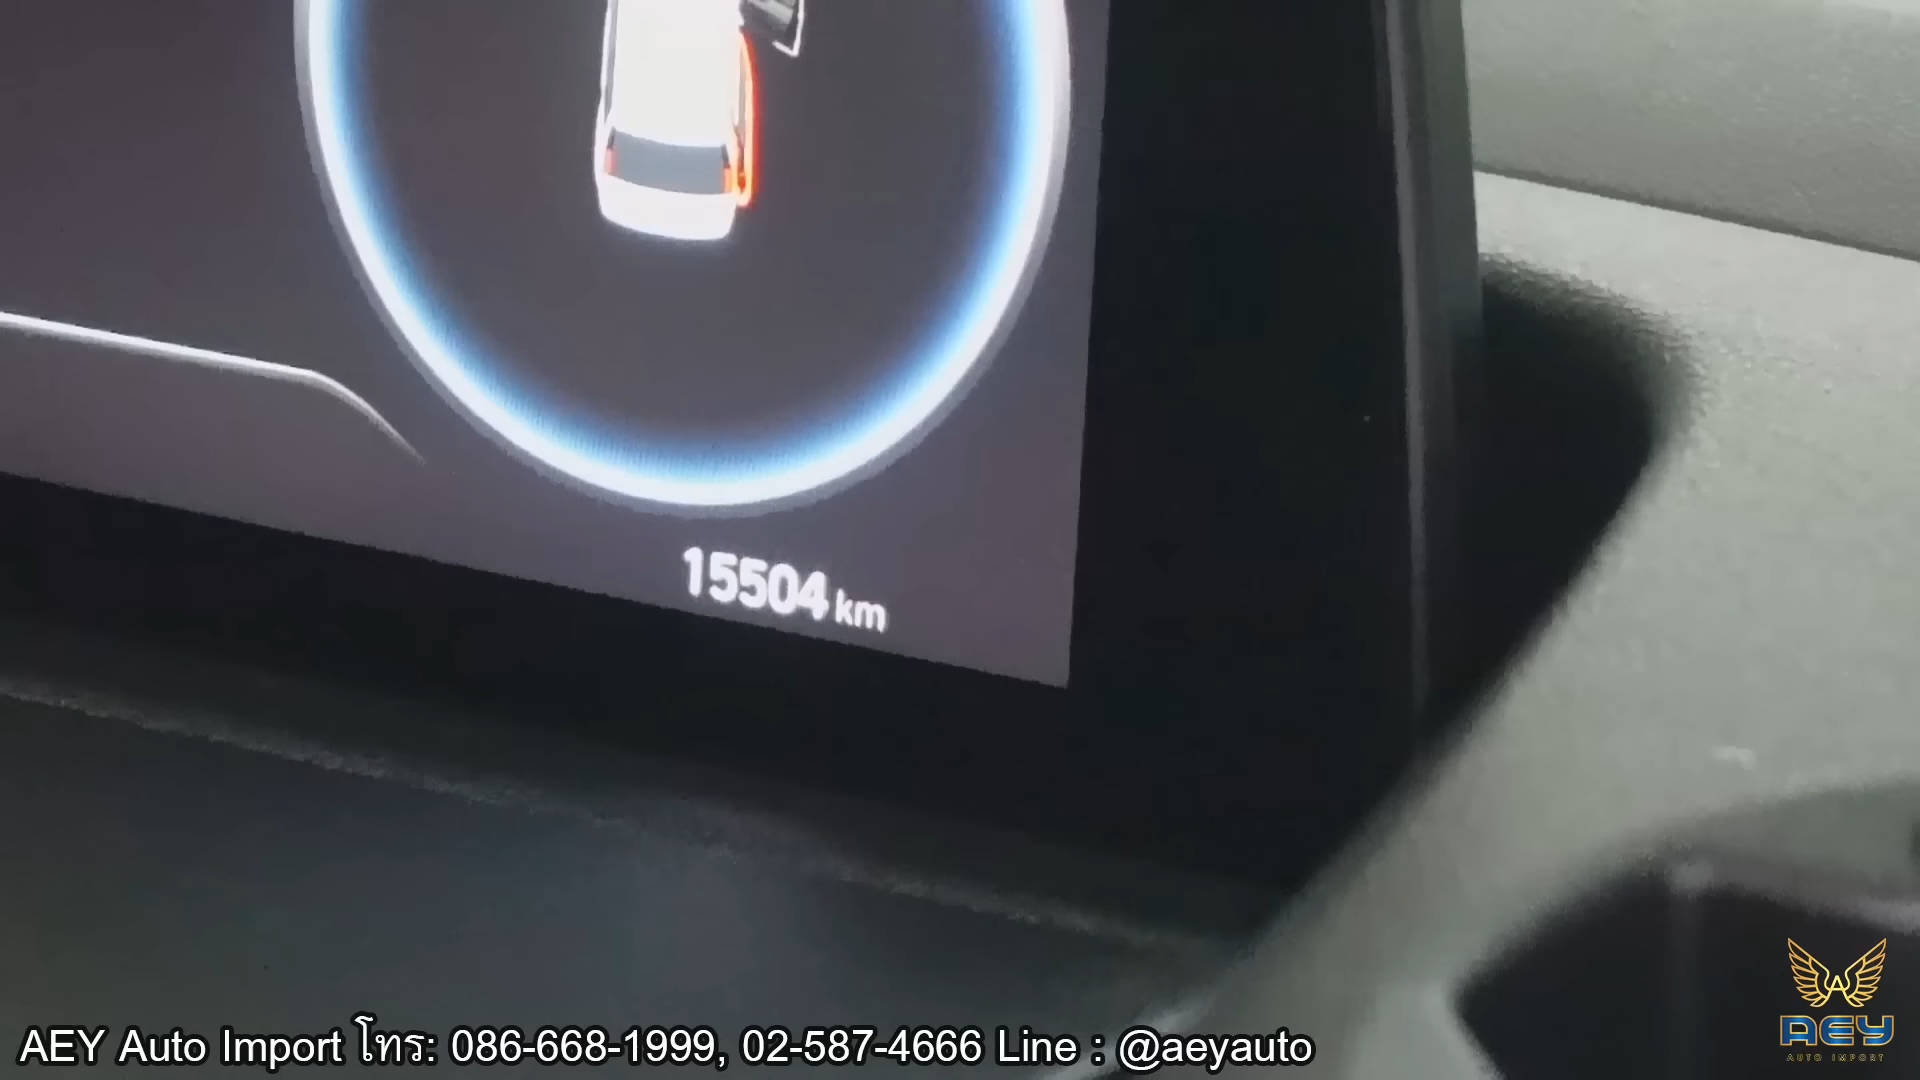 15504 km
AEY Auto Import โทร: 086-668-1999, 02-587-4666 Line : @aeyauto
AEY
AUTO IMPORT